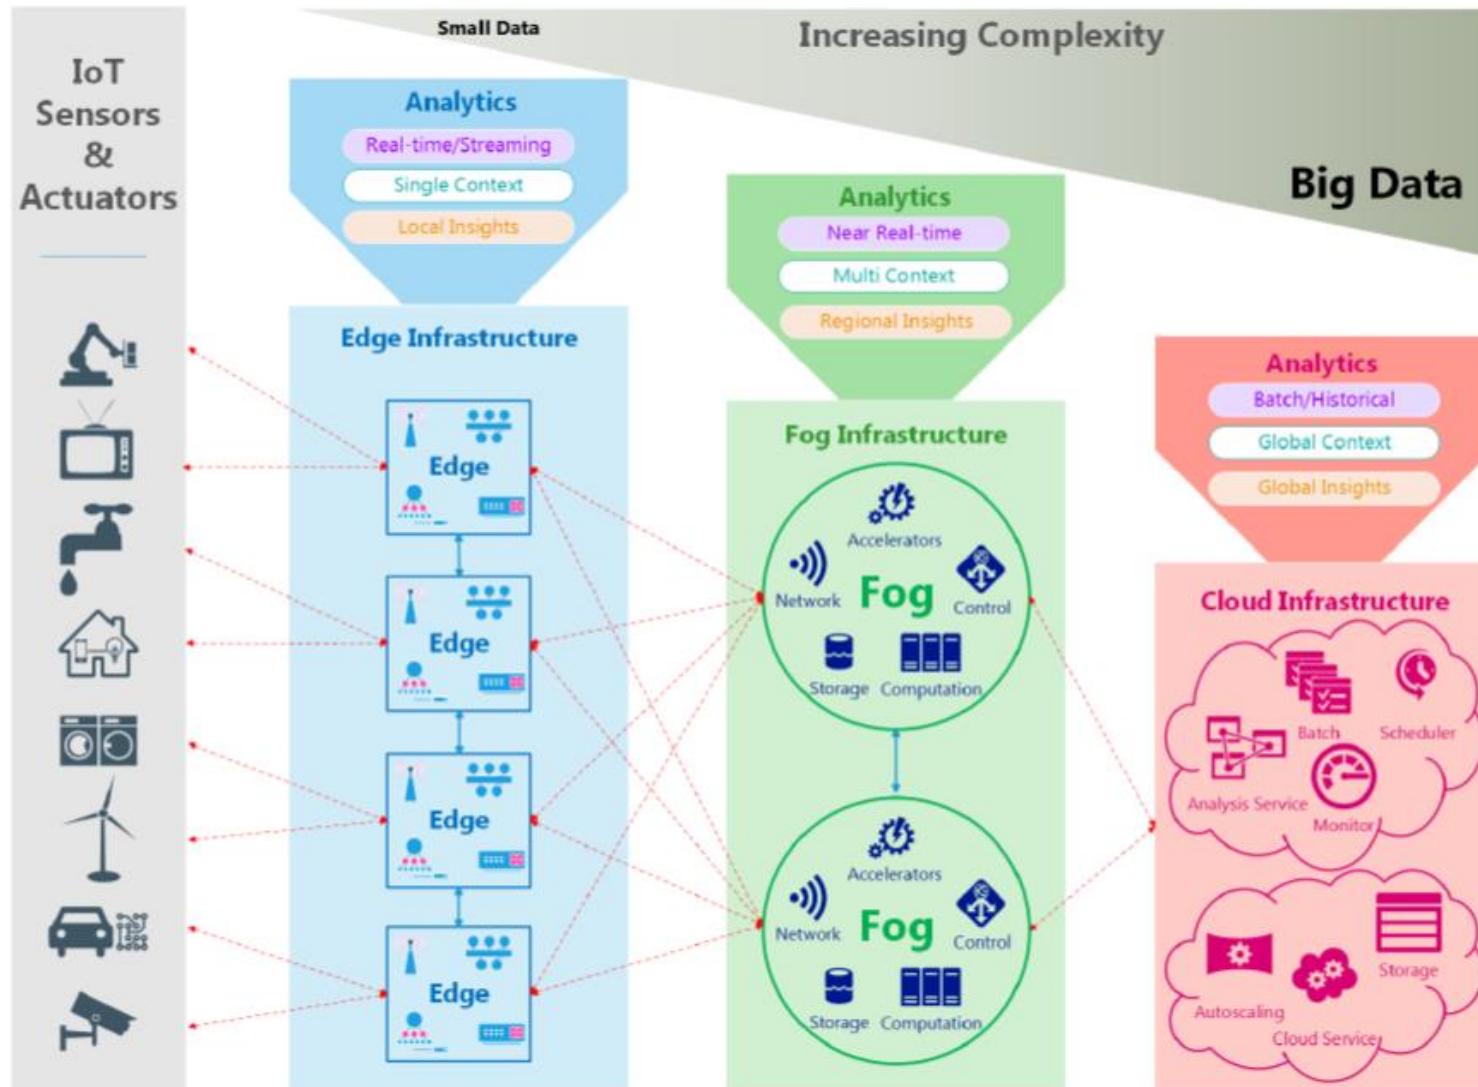 Small Data
Increasing Complexity
Big Data
IoT
Sensors
&
Actuators
Analytics
Real-time/Streaming
Single Context
Local Insights
Edge Infrastructure
Edge
Edge
Edge
Edge
Analytics
Near Real-time
Multi Context
Regional Insights
Fog Infrastructure
Accelerators
Network
Fog
Control
Storage
Computation
Accelerators
Network
Fog
Control
Storage
Computation
Analytics
Batch/Historical
Global Context
Global Insights
Cloud Infrastructure
Batch
Scheduler
Analysis Service
Monitor
Storage
Autoscaling
Cloud Service